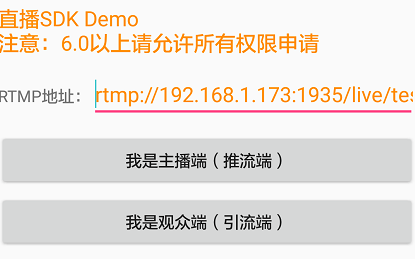 直播SDK Demo
注意：6.0以上请允许所有权限申请
RTMP地址： rtmp://192.168.1.173:1935/live/tes
我是主播端（推流端）
我是观众端（引流端）